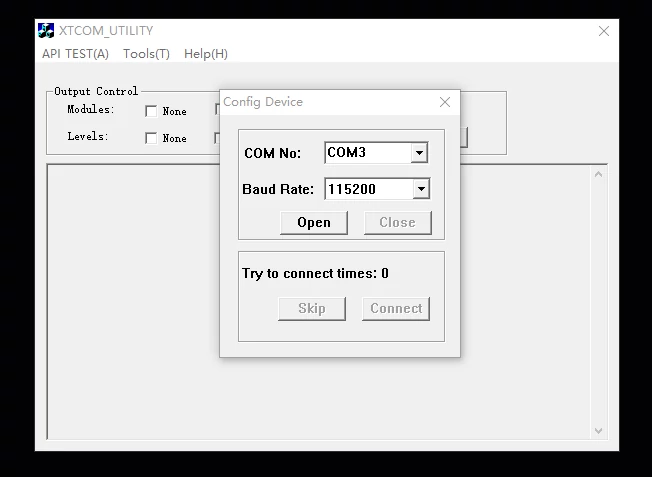 XTCOM_UTILITY
API TEST(A) Tools(T) Help(H)
Output Control
Modules: None
Levels: None
Config Device
COM No: COM3
Baud Rate: 115200
Open Close
Try to connect times: 0
Skip Connect